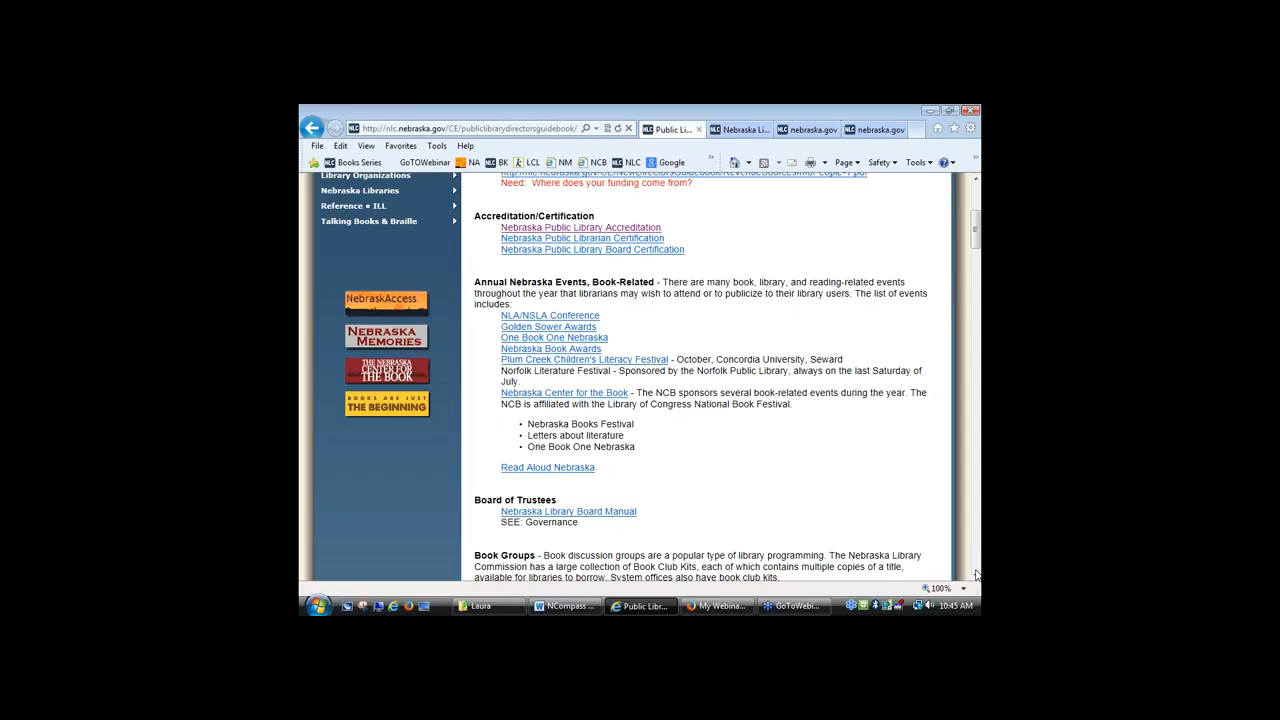 http://nlc.nebraska.gov/CE/publiclibrarydirectorsguidebook/
Public Li...
Nebraska Li...
nebraska.gov
nebraska.gov
File Edit View Favorites Tools Help
Books Series GoTOWebinar NA BK LCL NM NCB NLC Google
Page Safety Tools
Library Organizations
Nebraska Libraries
Reference • ILL
Talking Books & Braille
NebraskAccess
NEBRASKA
MEMORIES
THE NEBRASKA
CENTER FOR
THE BOOK
BOOKS ARE JUST
THE BEGINNING
Need: Where does your funding come from?
Accreditation/Certification
Nebraska Public Library Accreditation
Nebraska Public Librarian Certification
Nebraska Public Library Board Certification
Annual Nebraska Events, Book-Related - There are many book, library, and reading-related events
throughout the year that librarians may wish to attend or to publicize to their library users. The list of events
includes:
NLA/NSLA Conference
Golden Sower Awards
One Book One Nebraska
Nebraska Book Awards
Plum Creek Children's Literacy Festival - October, Concordia University, Seward
Norfolk Literature Festival - Sponsored by the Norfolk Public Library, always on the last Saturday of
July.
Nebraska Center for the Book - The NCB sponsors several book-related events during the year. The
NCB is affiliated with the Library of Congress National Book Festival.
• Nebraska Books Festival
• Letters about literature
• One Book One Nebraska
Read Aloud Nebraska
Board of Trustees
Nebraska Library Board Manual
SEE: Governance
Book Groups - Book discussion groups are a popular type of library programming. The Nebraska Library
Commission has a large collection of Book Club Kits, each of which contains multiple copies of a title,
available for libraries to borrow. System offices also have book club kits.
100%
Laura
NCompass ...
Public Libr...
My Webina...
GoToWebi...
10:45 AM